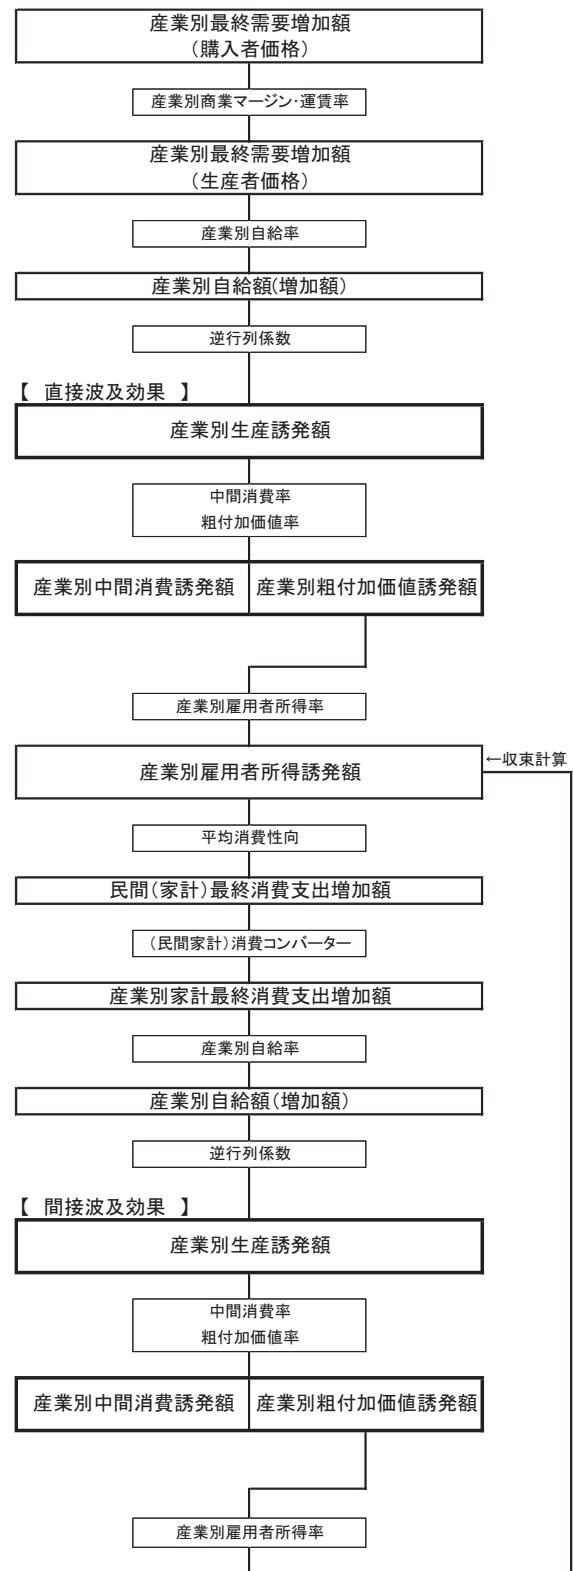 産業別最終需要増加額
（購入者価格）
産業別商業マージン・運賃率
産業別最終需要増加額
（生産者価格）
産業別自給率
産業別自給額（増加額）
逆行列係数
【　直接波及効果　】
産業別生産誘発額
中間消費率
粗付加価値率
産業別中間消費誘発額
産業別粗付加価値誘発額
産業別雇用者所得率
産業別雇用者所得誘発額
←収束計算
平均消費性向
民間（家計）最終消費支出増加額
（民間家計）消費コンバーター
産業別家計最終消費支出増加額
産業別自給率
産業別自給額（増加額）
逆行列係数
【　間接波及効果　】
産業別生産誘発額
中間消費率
粗付加価値率
産業別中間消費誘発額
産業別粗付加価値誘発額
産業別雇用者所得率